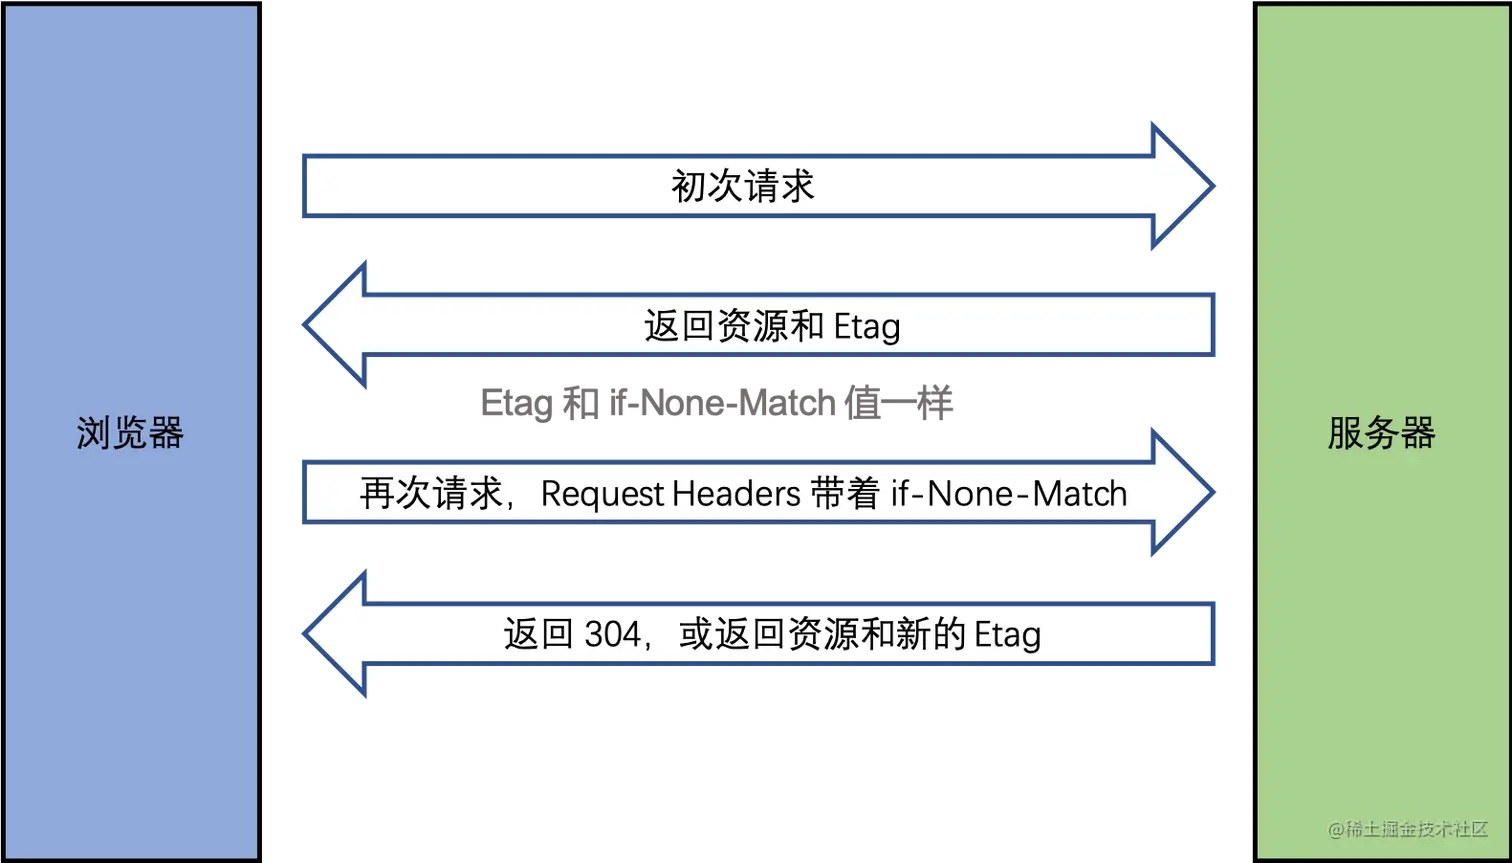 初次请求
返回资源和 Etag
Etag 和 if-None-Match 值一样
浏览器
服务器
再次请求，Request Headers 带着 if-None-Match
返回 304，或返回资源和新的 Etag
@稀土掘金技术社区